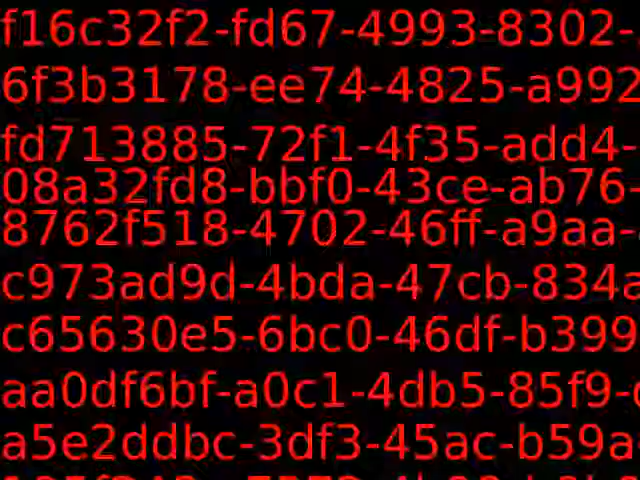 f16c32f2-fd67-4993-8302-
6f3b3178-ee74-4825-a992
fd713885-72f1-4f35-add4-
08a32fd8-bbf0-43ce-ab76-
8762f518-4702-46ff-a9aa-
c973ad9d-4bda-47cb-834a
c65630e5-6bc0-46df-b399
aa0df6bf-a0c1-4db5-85f9-
a5e2ddbc-3df3-45ac-b59a